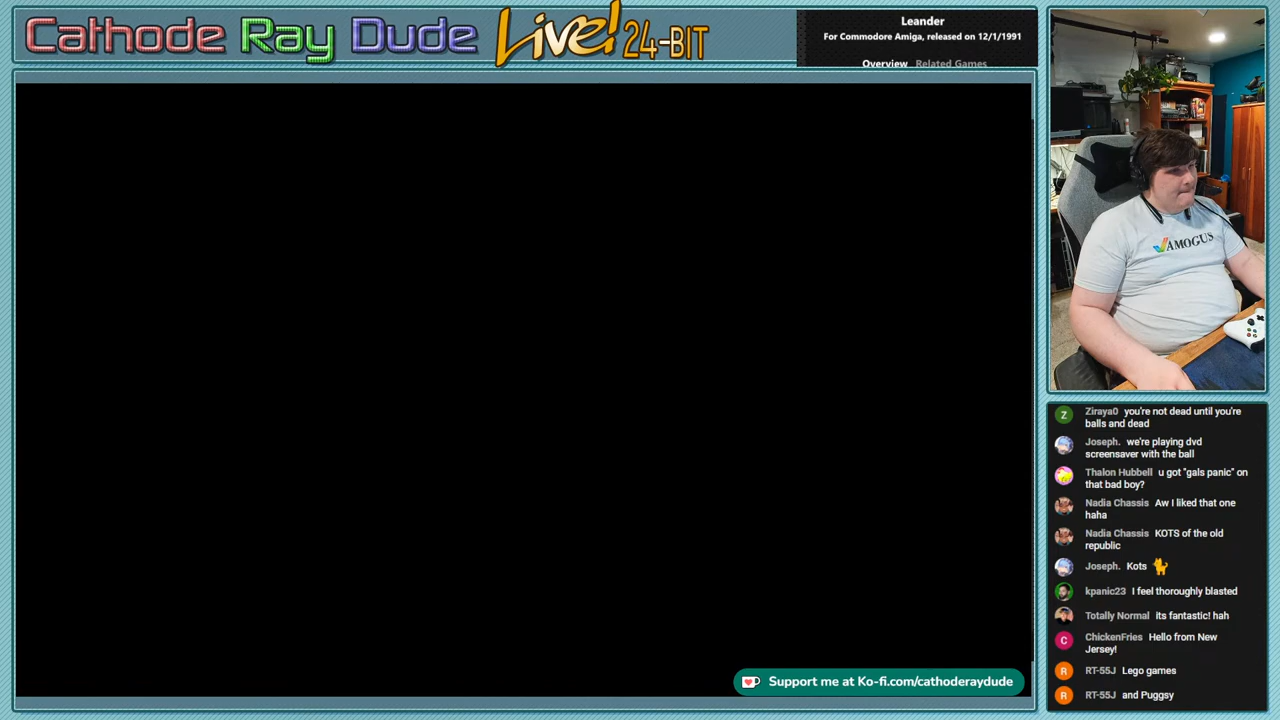 Cathode Ray Dude Live! 24-BIT
Leander
For Commodore Amiga, released on 12/1/1991
Overview Related Games
AMOGUS
Z Ziraya0 you're not dead until you're
balls and dead
Joseph. we're playing dvd
screensaver with the ball
Thalon Hubbell u got "gals panic" on
that bad boy?
Nadia Chassis Aw I liked that one
haha
Nadia Chassis KOTS of the old
republic
Joseph. Kots
kpanic23 I feel thoroughly blasted
Totally Normal its fantastic! hah
C ChickenFries Hello from New
Jersey!
R RT-55J Lego games
R RT-55J and Puggsy
Support me at Ko-fi.com/cathoderaydude